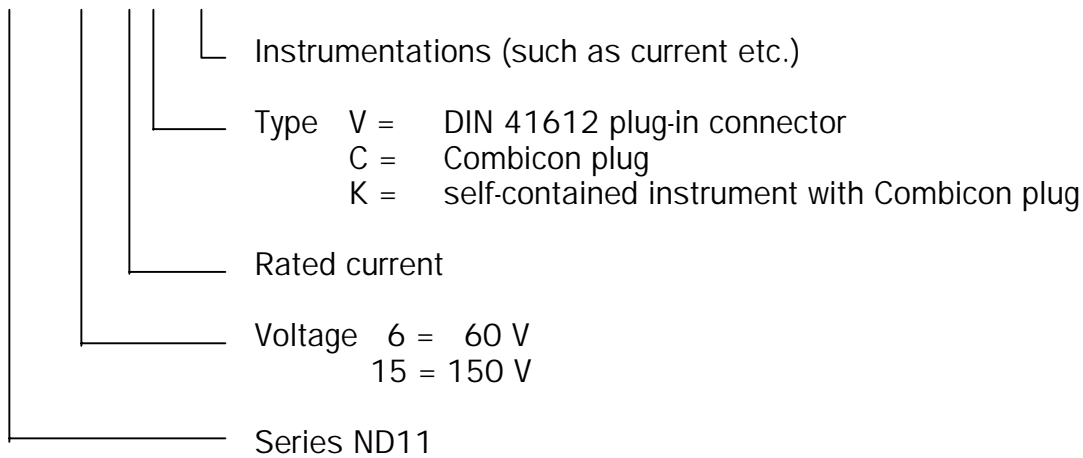 Instrumentations (such as current etc.)
Type V = DIN 41612 plug-in connector
C = Combicon plug
K = self-contained instrument with Combicon plug
Rated current
Voltage 6 = 60 V
15 = 150 V
Series ND11